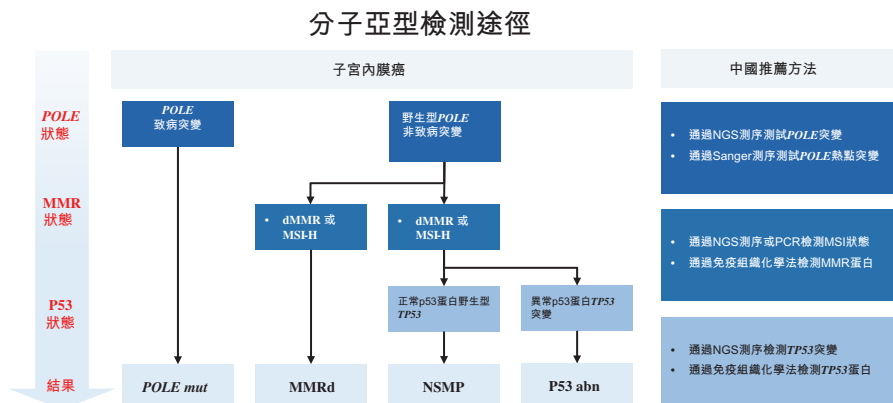 分子亞型檢測途徑
子宮內膜癌
中國推薦方法
POLE
狀態
POLE
致病突變
野生型POLE
非致病突變
• 通過NGS測序測試POLE突變
• 通過Sanger測序測試POLE熱點突變
MMR
狀態
• dMMR 或
MSI-H
• dMMR 或
MSI-H
• 通過NGS測序或PCR檢測MSI狀態
• 通過免疫組織化學法檢測MMR蛋白
P53
狀態
正常p53蛋白野生型
TP53
異常p53蛋白TP53
突變
• 通過NGS測序檢測TP53突變
• 通過免疫組織化學法檢測TP53蛋白
結果
POLE mut
MMRd
NSMP
P53 abn